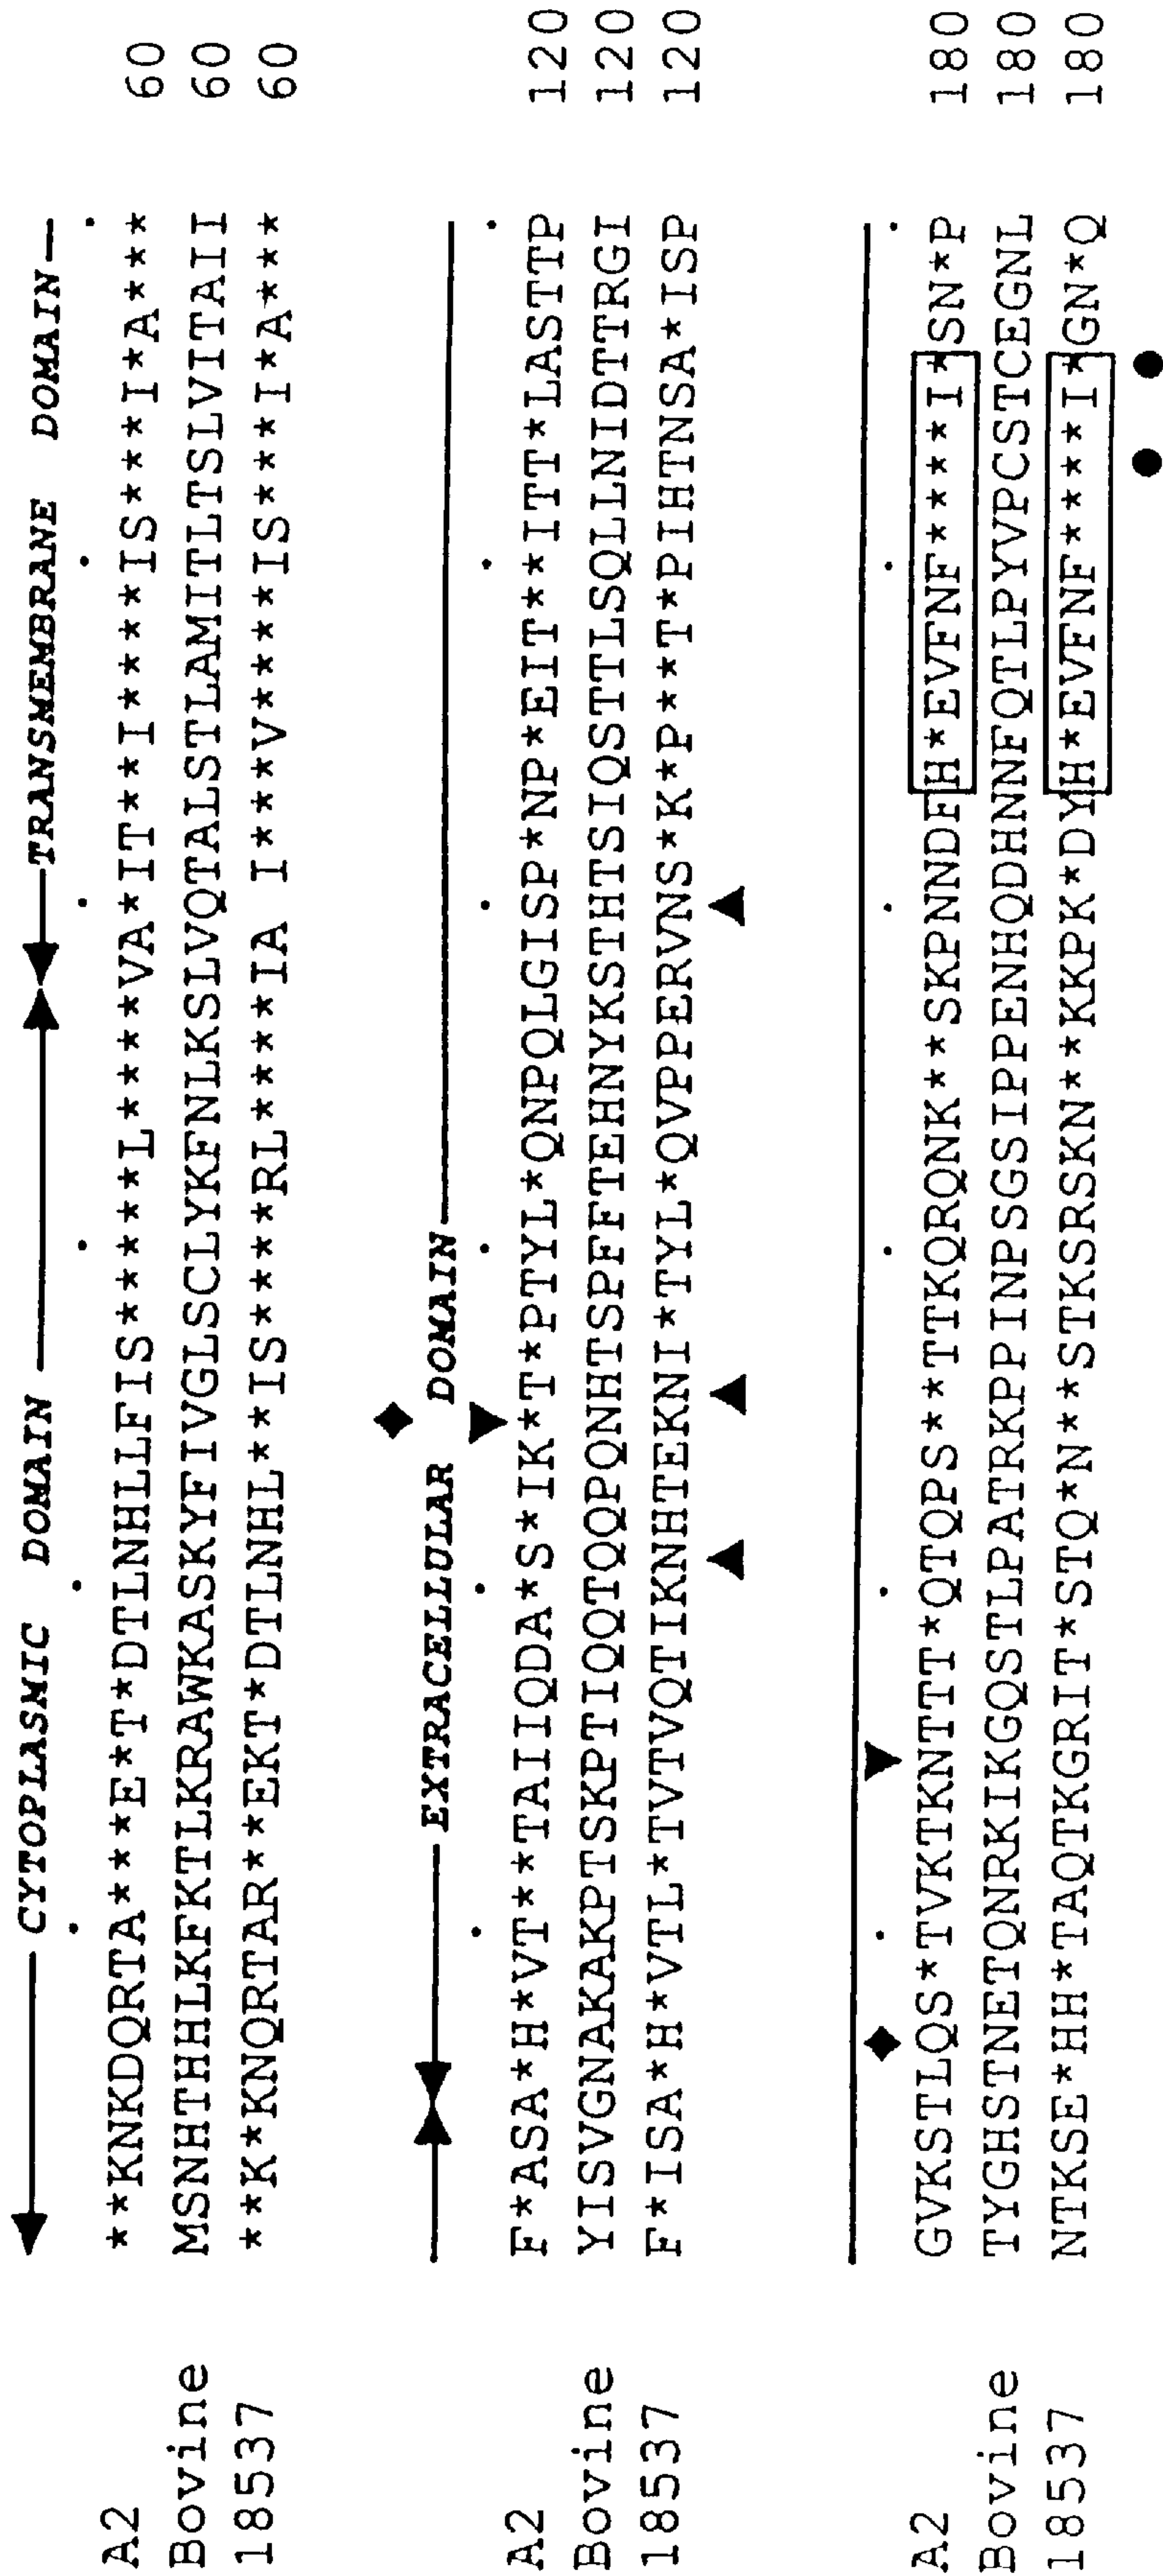 CYTOPLASMIC DOMAIN TRANSMEMBRANE DOMAIN
A2 **KNKDQRTA***E*T*DTLNHLLFIS******L****VA*IT**I****IS****I*A**** 60
Bovine MSNHTHHLKFKTLKRAWKASKYFIVGLSCLYKFNLKSLVQTALSTLAMITLTSLVITAII 60
18537 **K*KNQRTAR**EKT*DTLNHL**IS*****RL****IA I***V****IS****I*A**** 60
EXTRACELLULAR DOMAIN
A2 F*ASA*H*VT**TAIIQDA*S*IK*T*PTYL*QNPQLGISP*NP*EIT**ITT*LASTTP 120
Bovine YISVGNAKAKPTSKPTIQQTQQPQNHTSPFFTEHNYKSTHTSIQSTTLSQLLNIDTTRGI 120
18537 F*ISA*H*VTL*TVTVQTIKNHTEKNI*TYL*QVPPERVNS*K*P**T*PIHTNSA*ISP 120
A2 GVKSTLQS*TVKTKNTTT*QTQPS**TTKQRQNK**SKPNNDFH*EVFNF****I*SN*P 180
Bovine TYGHSTNETQNRKIKGQSTLPATRKPPINPSGSIPPENHQDHNNFQTLPYVPCSTCEGNL 180
18537 NTKSE*HH*TAQTKGRIT*STQ*N**STKSRSKN**KKPK*DYH*EVFNF****I*GN*Q 180